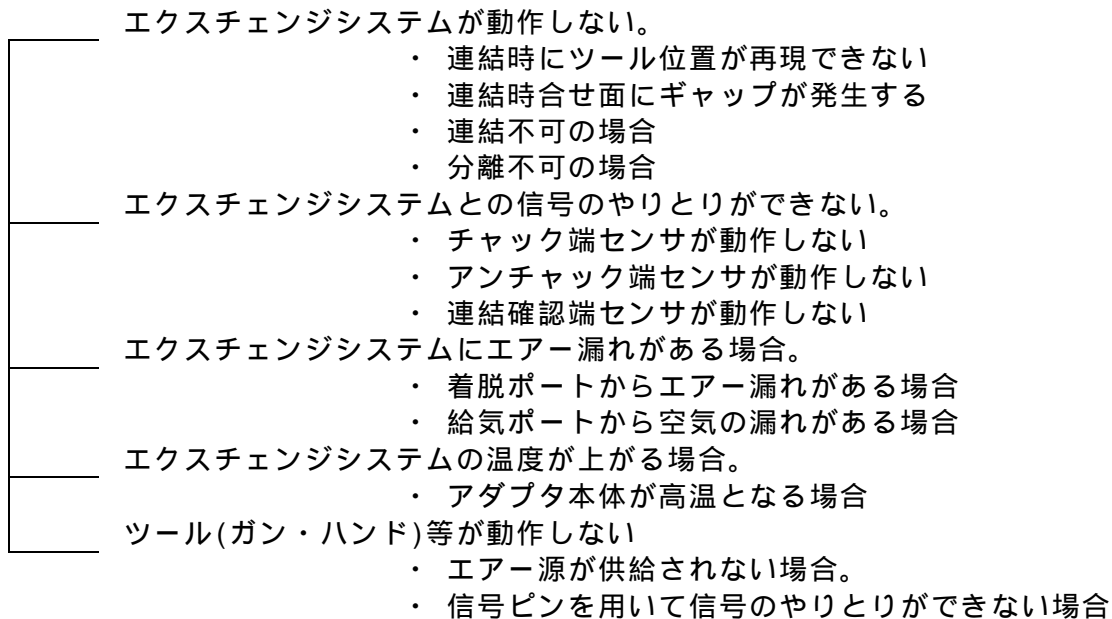 エクスチェンジシステムが動作しない。
・ 連結時にツール位置が再現できない
・ 連結時合せ面にギャップが発生する
・ 連結不可の場合
・ 分離不可の場合
エクスチェンジシステムとの信号のやりとりができない。
・ チャック端センサが動作しない
・ アンチャック端センサが動作しない
・ 連結確認端センサが動作しない
エクスチェンジシステムにエアー漏れがある場合。
・ 着脱ポートからエアー漏れがある場合
・ 給気ポートから空気の漏れがある場合
エクスチェンジシステムの温度が上がる場合。
・ アダプタ本体が高温となる場合
ツール(ガン・ハンド)等が動作しない
・ エアー源が供給されない場合。
・ 信号ピンを用いて信号のやりとりができない場合